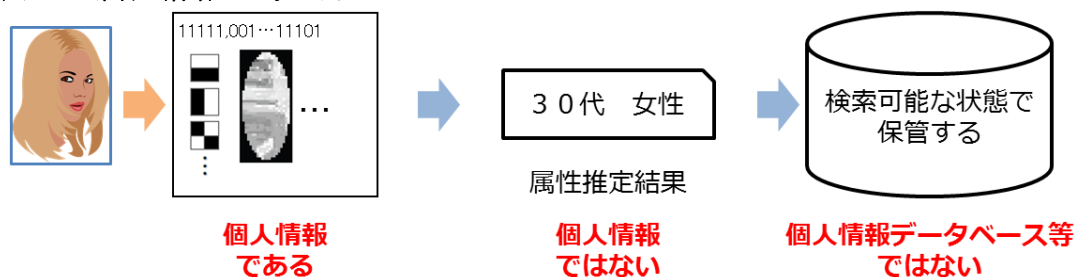 11111,001…11101
…
…
３０代　女性
検索可能な状態で
保管する
属性推定結果
個人情報
である
個人情報
ではない
個人情報データベース等
ではない